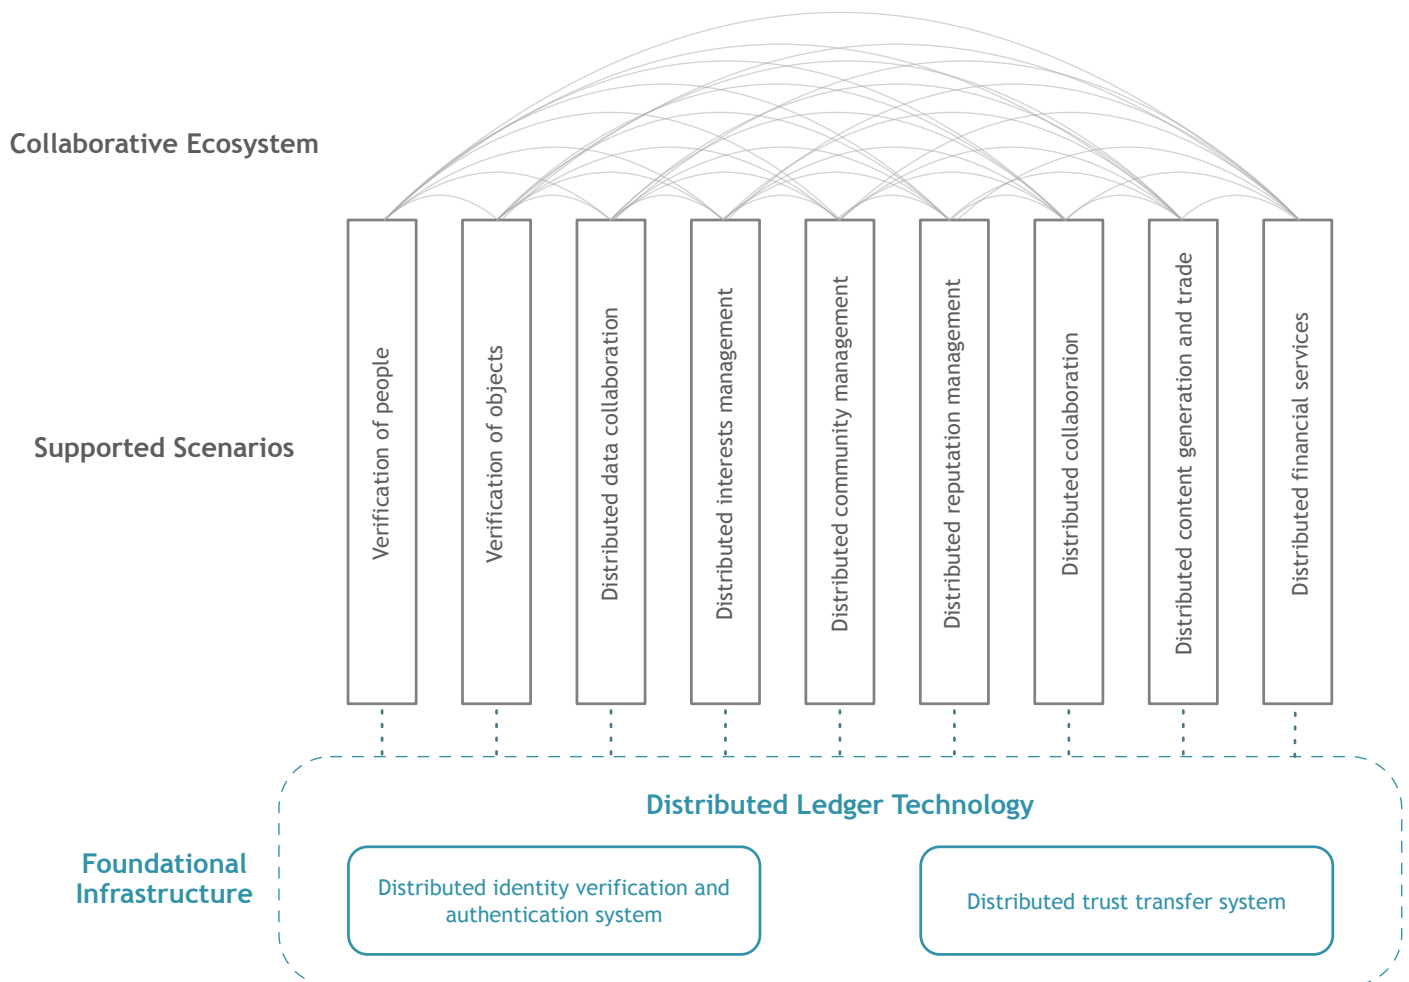 Collaborative Ecosystem
Supported Scenarios
Verification of people
Verification of objects
Distributed data collaboration
Distributed interests management
Distributed community management
Distributed reputation management
Distributed collaboration
Distributed content generation and trade
Distributed financial services
Foundational
Infrastructure
Distributed Ledger Technology
Distributed identity verification and
authentication system
Distributed trust transfer system